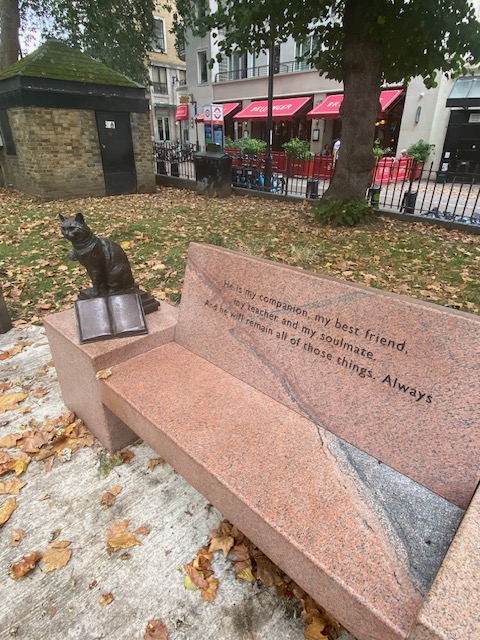 BELLANGER
He is my companion, my best friend,
my teacher and my soulmate.
And he will remain all of those things. Always